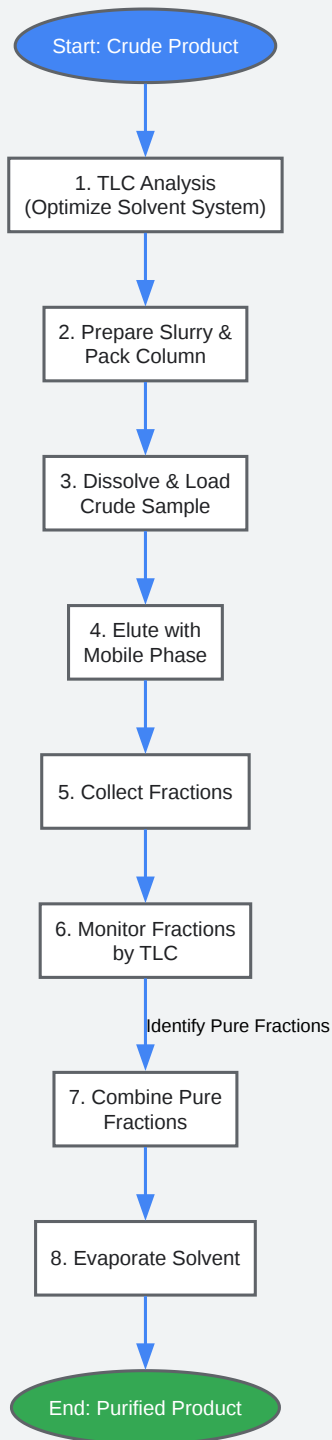 Start: Crude Product
1. TLC Analysis
(Optimize Solvent System)
2. Prepare Slurry &
Pack Column
3. Dissolve & Load
Crude Sample
4. Elute with
Mobile Phase
5. Collect Fractions
6. Monitor Fractions
by TLC
Identify Pure Fractions
7. Combine Pure
Fractions
8. Evaporate Solvent
End: Purified Product